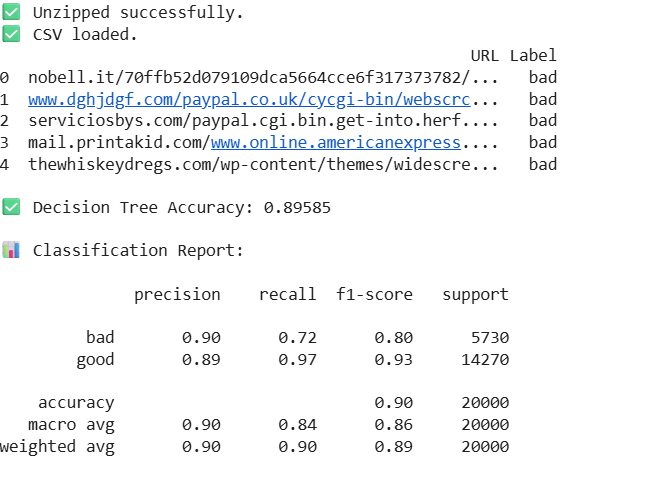 ✅ Unzipped successfully.
✅ CSV loaded.
URL Label
0 nobell.it/70ffb52d079109dca5664cce6f317373782/... bad
1 www.dghjdgf.com/paypal.co.uk/cycgi-bin/webscrc... bad
2 serviciosbys.com/paypal.cgi.bin.get-into.herf.... bad
3 mail.printakid.com/www.online.americanexpress.... bad
4 thewhiskeydregs.com/wp-content/themes/widescre... bad
✅ Decision Tree Accuracy: 0.89585
📊 Classification Report:
precision recall f1-score support
bad 0.90 0.72 0.80 5730
good 0.89 0.97 0.93 14270
accuracy 0.90 20000
macro avg 0.90 0.84 0.86 20000
weighted avg 0.90 0.90 0.89 20000